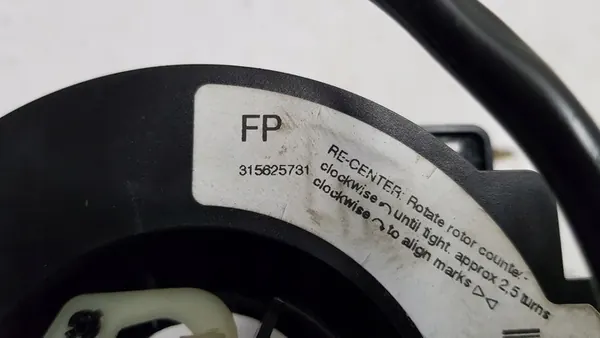 FP
315625731
RE-CENTER: Rotate rotor counter-
clockwise ↶ until tight. approx 2.5 turns
clockwise ↷ to align marks ▷◁